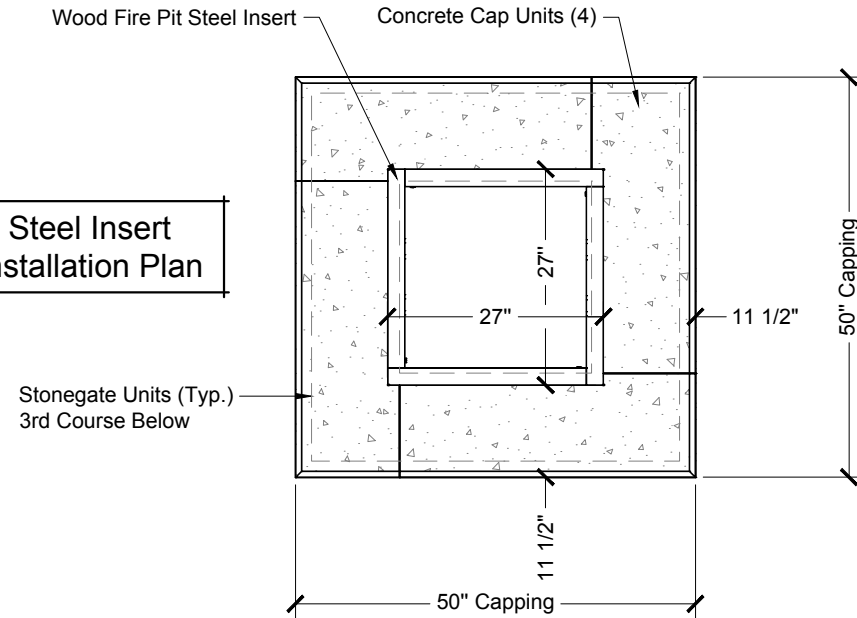 Wood Fire Pit Steel Insert
Concrete Cap Units (4)
Steel Insert
nstallation Plan
27"
27"
11 1/2"
50" Capping
Stonegate Units (Typ.)
3rd Course Below
11 1/2"
50" Capping